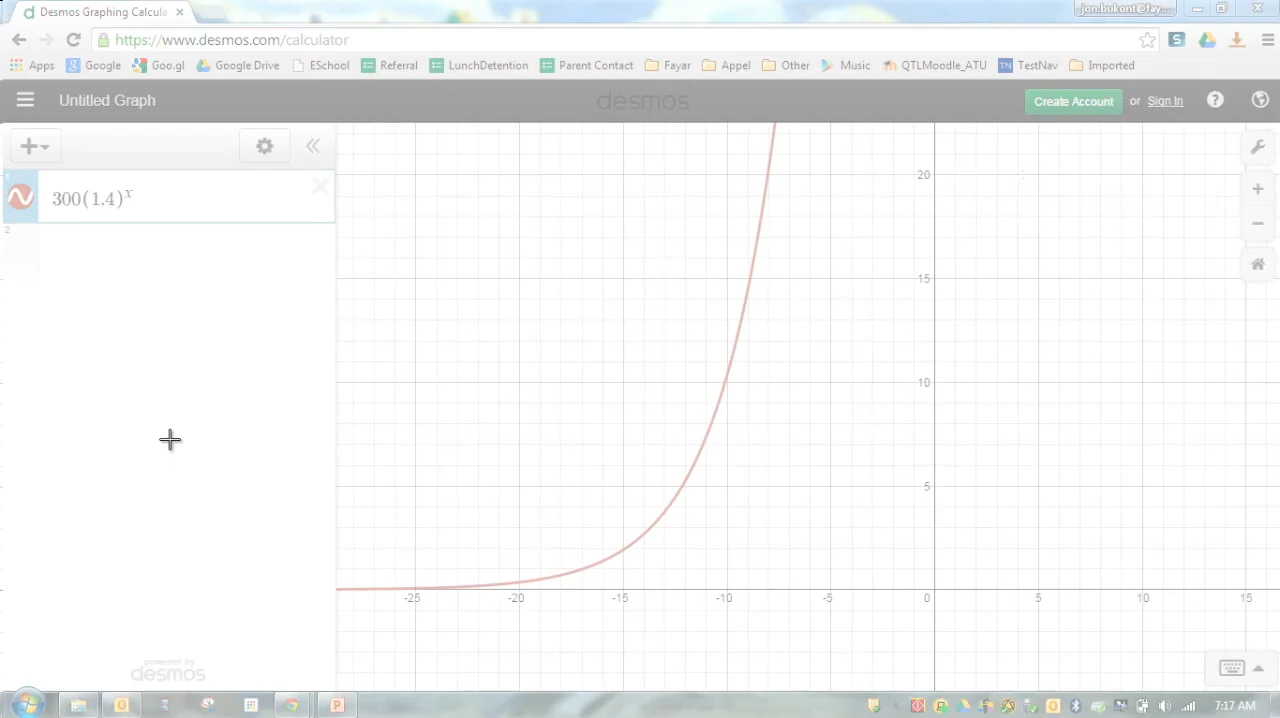 Desmos Graphing Calcula
jon.bukont@fay...
https://www.desmos.com/calculator
Apps Google Goo.gl Google Drive ESchool Referral LunchDetention Parent Contact Fayar Appel Other Music QTLMoodle_ATU TN TestNav Imported
Untitled Graph desmos Create Account or Sign In ?
1
300(1.4)^x
2
20
15
10
5
-25 -20 -15 -10 -5 0 5 10 15
powered by
desmos
7:17 AM